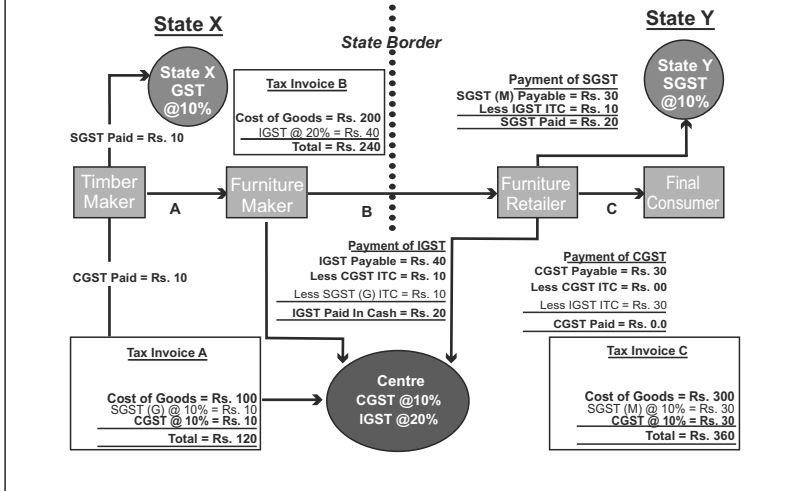 State X
State Y
State Border
State X
GST
@10%
Tax Invoice B
Cost of Goods = Rs. 200
IGST @ 20% = Rs. 40
Total = Rs. 240
Payment of SGST
SGST (M) Payable = Rs. 30
Less IGST ITC = Rs. 10
SGST Paid = Rs. 20
State Y
SGST
@10%
SGST Paid = Rs. 10
Timber
Maker
A
Furniture
Maker
B
Furniture
Retailer
C
Final
Consumer
CGST Paid = Rs. 10
Payment of IGST
IGST Payable = Rs. 40
Less CGST ITC = Rs. 10
Less SGST (G) ITC = Rs. 10
IGST Paid In Cash = Rs. 20
Payment of CGST
CGST Payable = Rs. 30
Less CGST ITC = Rs. 00
Less IGST ITC = Rs. 30
CGST Paid = Rs. 0.0
Tax Invoice A
Cost of Goods = Rs. 100
SGST (G) @ 10% = Rs. 10
CGST @ 10% = Rs. 10
Total = Rs. 120
Centre
CGST @10%
IGST @20%
Tax Invoice C
Cost of Goods = Rs. 300
SGST (M) @ 10% = Rs. 30
CGST @ 10% = Rs. 30
Total = Rs. 360